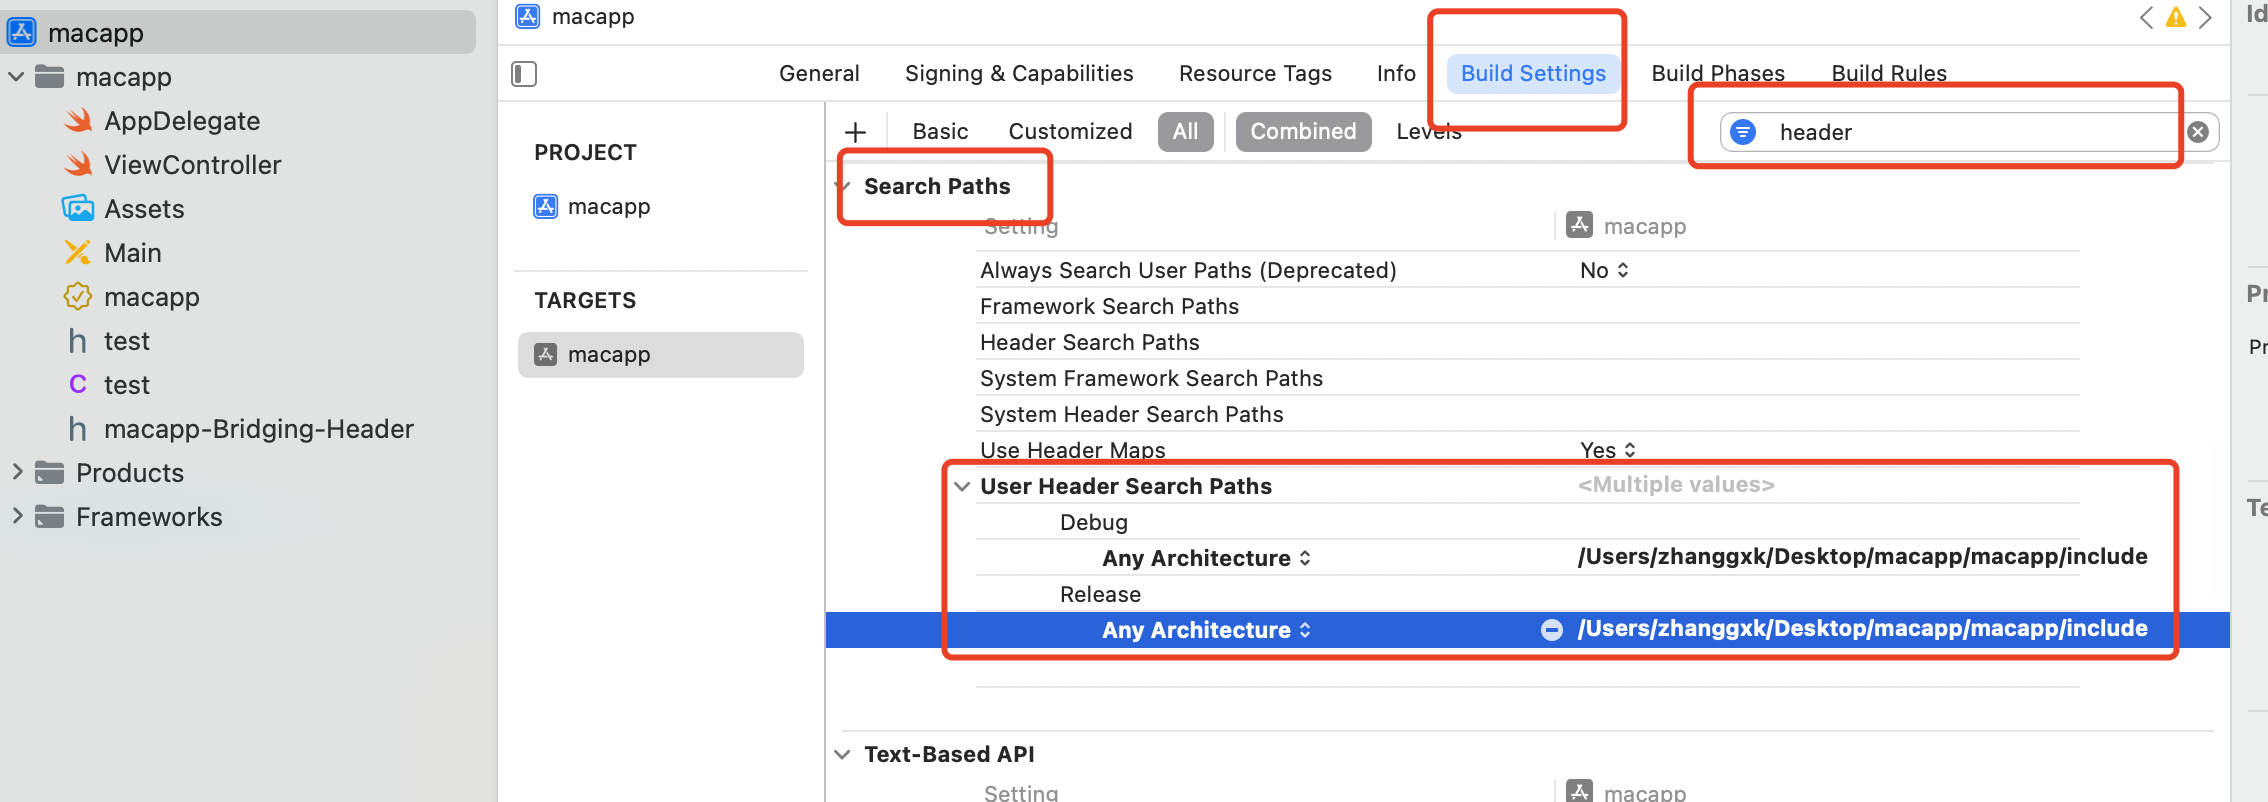 macapp
macapp
AppDelegate
ViewController
Assets
Main
macapp
test
test
macapp-Bridging-Header
Products
Frameworks
macapp
General Signing & Capabilities Resource Tags Info Build Settings Build Phases Build Rules
PROJECT
macapp
TARGETS
macapp
Basic Customized All Combined Levels header
Search Paths
Setting macapp
Always Search User Paths (Deprecated) No
Framework Search Paths
Header Search Paths
System Framework Search Paths
System Header Search Paths
Use Header Maps Yes
User Header Search Paths <Multiple values>
Debug
Any Architecture /Users/zhanggxk/Desktop/macapp/macapp/include
Release
Any Architecture /Users/zhanggxk/Desktop/macapp/macapp/include
Text-Based API
Setting macapp
Id
Pr
Pr
Te